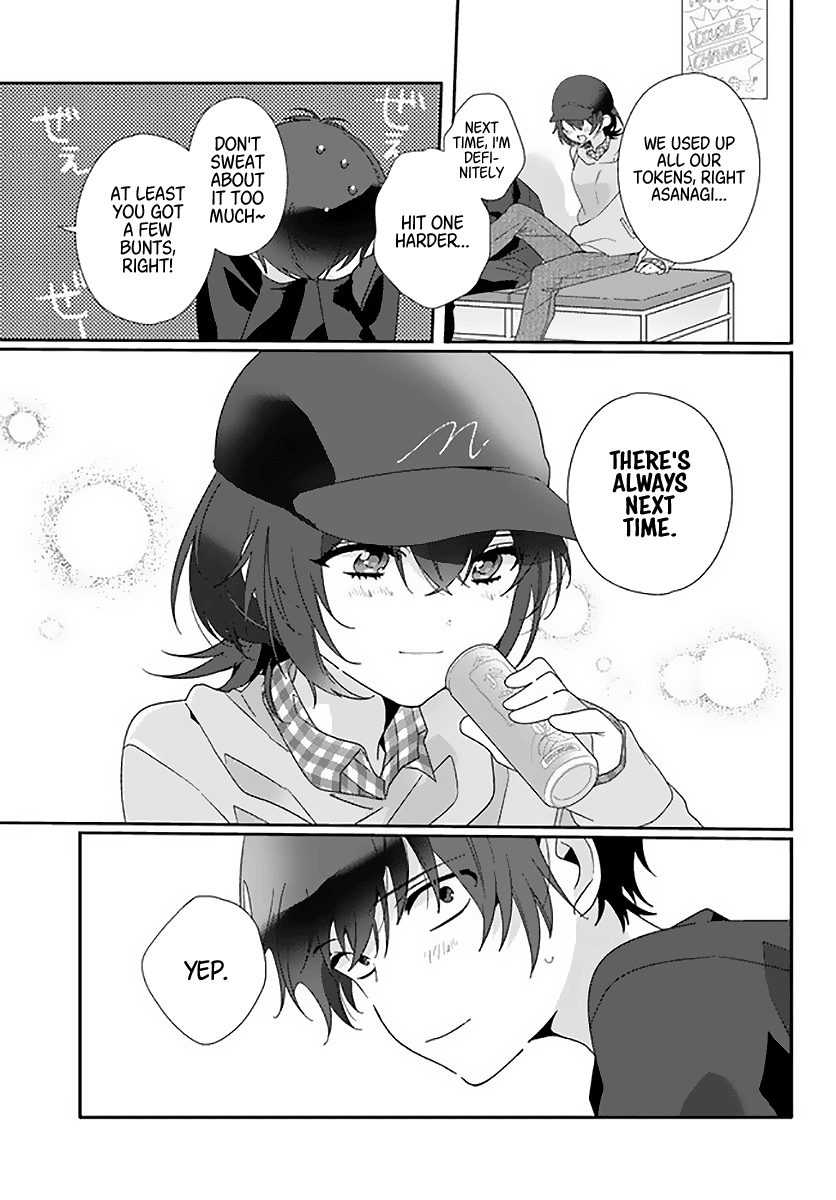 DOUBLE
CHANCE
WE USED UP
ALL OUR
TOKENS, RIGHT
ASANAGI...
NEXT
TIME, I'M
DEFI-
NITELY
HIT ONE
HARDER...
DON'T
SWEAT
ABOUT
IT TOO
MUCH~
AT LEAST
YOU GOT
A FEW
BUNTS,
RIGHT!
ぜぇ
ぜぇ
ぜぇ
THERE'S
ALWAYS
NEXT
TIME.
YEP.